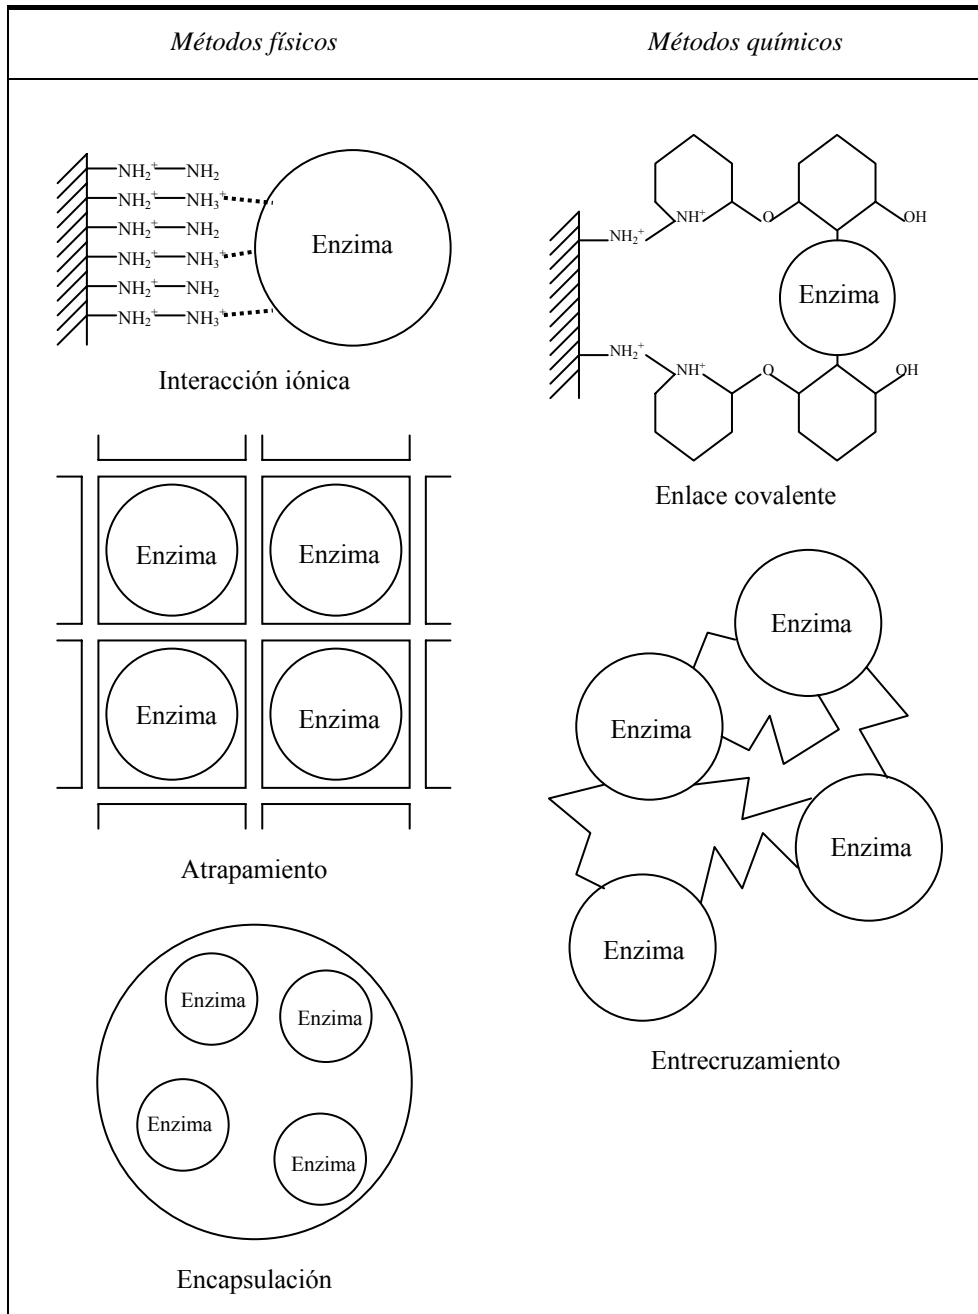 Métodos físicos
Métodos químicos
NH₂⁺ NH₂
NH₂⁺ NH₃⁺
NH₂⁺ NH₂
NH₂⁺ NH₃⁺
NH₂⁺ NH₂
NH₂⁺ NH₃⁺
Enzima
Interacción iónica
Enzima
Enzima
Enzima
Enzima
Atrapamiento
Enzima
Enzima
Enzima
Enzima
Encapsulación
NH₂⁺ NH⁺ O OH
Enzima
NH₂⁺ NH⁺ O OH
Enlace covalente
Enzima
Enzima
Enzima
Enzima
Entrecruzamiento